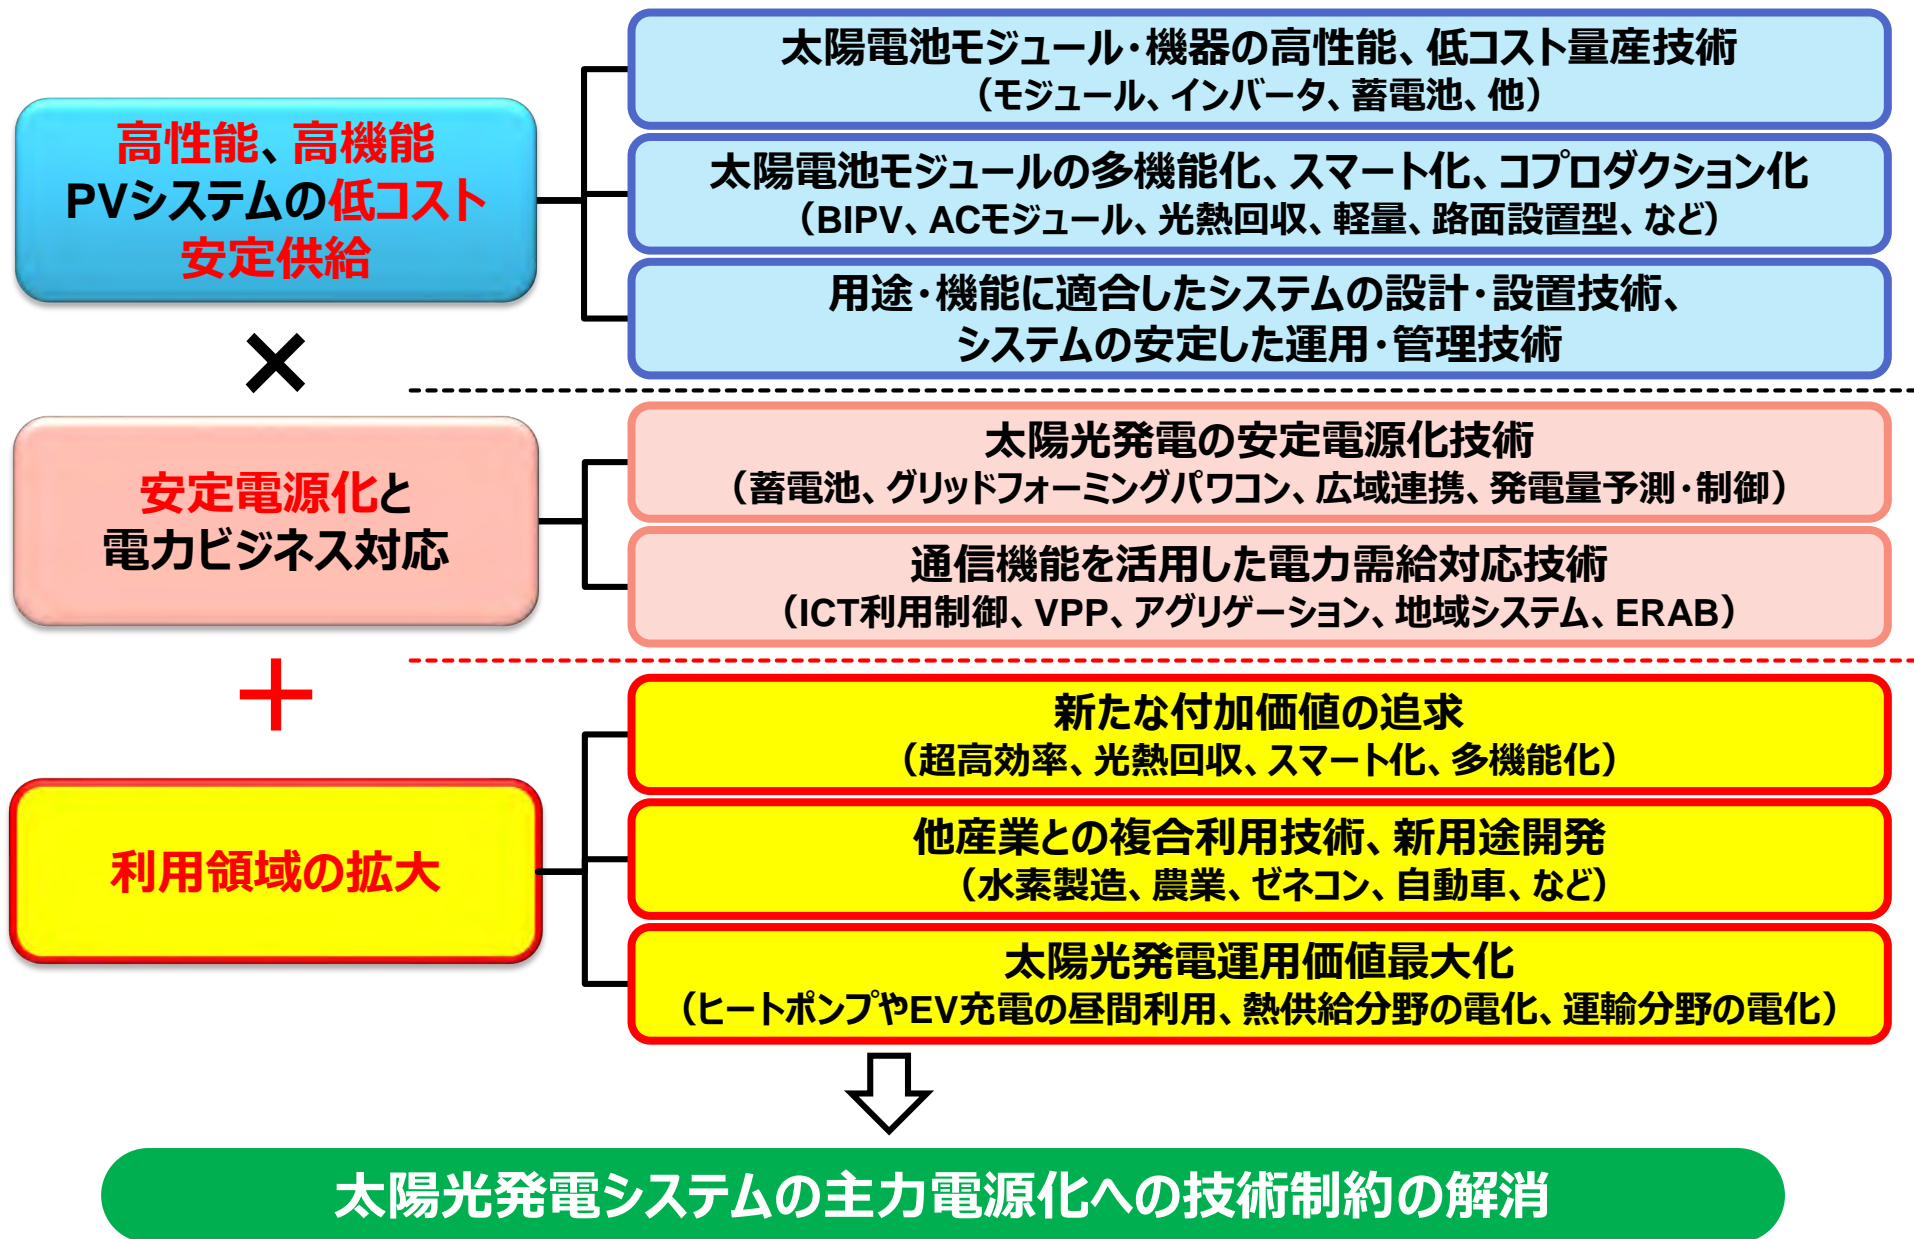 高性能、高機能
PVシステムの低コスト
安定供給
太陽電池モジュール・機器の高性能、低コスト量産技術
（モジュール、インバータ、蓄電池、他）
太陽電池モジュールの多機能化、スマート化、コプロダクション化
（BIPV、ACモジュール、光熱回収、軽量、路面設置型、など）
用途・機能に適合したシステムの設計・設置技術、
システムの安定した運用・管理技術
×
安定電源化と
電力ビジネス対応
太陽光発電の安定電源化技術
（蓄電池、グリッドフォーミングパワコン、広域連携、発電量予測・制御）
通信機能を活用した電力需給対応技術
（ICT利用制御、VPP、アグリゲーション、地域システム、ERAB）
＋
利用領域の拡大
新たな付加価値の追求
（超高効率、光熱回収、スマート化、多機能化）
他産業との複合利用技術、新用途開発
（水素製造、農業、ゼネコン、自動車、など）
太陽光発電運用価値最大化
（ヒートポンプやEV充電の昼間利用、熱供給分野の電化、運輸分野の電化）
太陽光発電システムの主力電源化への技術制約の解消